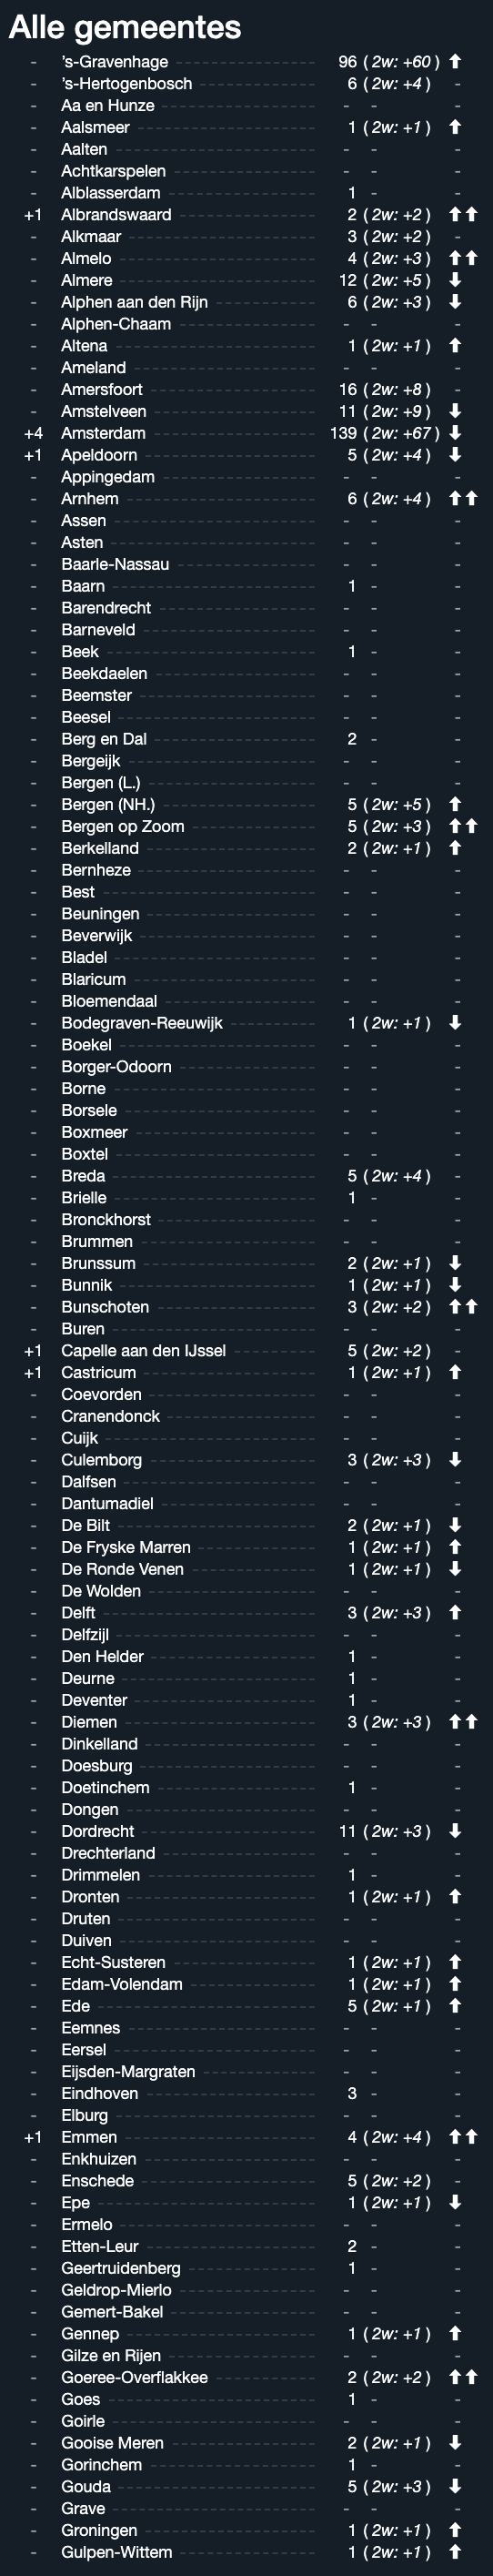 Alle gemeentes
- 's-Gravenhage 96 (2w: +60) ⬆
- 's-Hertogenbosch 6 (2w: +4) -
- Aa en Hunze - - -
- Aalsmeer 1 (2w: +1) ⬆
- Aalten - - -
- Achtkarspelen - - -
- Alblasserdam 1 - -
+1 Albrandswaard 2 (2w: +2) ⬆⬆
- Alkmaar 3 (2w: +2) -
- Almelo 4 (2w: +3) ⬆⬆
- Almere 12 (2w: +5) ⬇
- Alphen aan den Rijn 6 (2w: +3) ⬇
- Alphen-Chaam - - -
- Altena 1 (2w: +1) ⬆
- Ameland - - -
- Amersfoort 16 (2w: +8) -
- Amstelveen 11 (2w: +9) ⬇
+4 Amsterdam 139 (2w: +67) ⬇
+1 Apeldoorn 5 (2w: +4) ⬇
- Appingedam - - -
- Arnhem 6 (2w: +4) ⬆⬆
- Assen - - -
- Asten - - -
- Baarle-Nassau - - -
- Baarn 1 - -
- Barendrecht - - -
- Barneveld - - -
- Beek 1 - -
- Beekdaelen - - -
- Beemster - - -
- Beesel - - -
- Berg en Dal 2 - -
- Bergeijk - - -
- Bergen (L.) - - -
- Bergen (NH.) 5 (2w: +5) ⬆
- Bergen op Zoom 5 (2w: +3) ⬆⬆
- Berkelland 2 (2w: +1) ⬆
- Bernheze - - -
- Best - - -
- Beuningen - - -
- Beverwijk - - -
- Bladel - - -
- Blaricum - - -
- Bloemendaal - - -
- Bodegraven-Reeuwijk 1 (2w: +1) ⬇
- Boekel - - -
- Borger-Odoorn - - -
- Borne - - -
- Borsele - - -
- Boxmeer - - -
- Boxtel - - -
- Breda 5 (2w: +4) -
- Brielle 1 - -
- Bronckhorst - - -
- Brummen - - -
- Brunssum 2 (2w: +1) ⬇
- Bunnik 1 (2w: +1) ⬇
- Bunschoten 3 (2w: +2) ⬆⬆
- Buren - - -
+1 Capelle aan den IJssel 5 (2w: +2) -
+1 Castricum 1 (2w: +1) ⬆
- Coevorden - - -
- Cranendonck - - -
- Cuijk - - -
- Culemborg 3 (2w: +3) ⬇
- Dalfsen - - -
- Dantumadiel - - -
- De Bilt 2 (2w: +1) ⬇
- De Fryske Marren 1 (2w: +1) ⬆
- De Ronde Venen 1 (2w: +1) ⬇
- De Wolden - - -
- Delft 3 (2w: +3) ⬆
- Delfzijl - - -
- Den Helder 1 - -
- Deurne 1 - -
- Deventer 1 - -
- Diemen 3 (2w: +3) ⬆⬆
- Dinkelland - - -
- Doesburg - - -
- Doetinchem 1 - -
- Dongen - - -
- Dordrecht 11 (2w: +3) ⬇
- Drechterland - - -
- Drimmelen 1 - -
- Dronten 1 (2w: +1) ⬆
- Druten - - -
- Duiven - - -
- Echt-Susteren 1 (2w: +1) ⬆
- Edam-Volendam 1 (2w: +1) ⬆
- Ede 5 (2w: +1) ⬆
- Eemnes - - -
- Eersel - - -
- Eijsden-Margraten - - -
- Eindhoven 3 - -
- Elburg - - -
+1 Emmen 4 (2w: +4) ⬆⬆
- Enkhuizen - - -
- Enschede 5 (2w: +2) -
- Epe 1 (2w: +1) ⬇
- Ermelo - - -
- Etten-Leur 2 - -
- Geertruidenberg 1 - -
- Geldrop-Mierlo - - -
- Gemert-Bakel - - -
- Gennep 1 (2w: +1) ⬆
- Gilze en Rijen - - -
- Goeree-Overflakkee 2 (2w: +2) ⬆⬆
- Goes 1 - -
- Goirle - - -
- Gooise Meren 2 (2w: +1) ⬇
- Gorinchem 1 - -
- Gouda 5 (2w: +3) ⬇
- Grave - - -
- Groningen 1 (2w: +1) ⬆
- Gulpen-Wittem 1 (2w: +1) ⬆